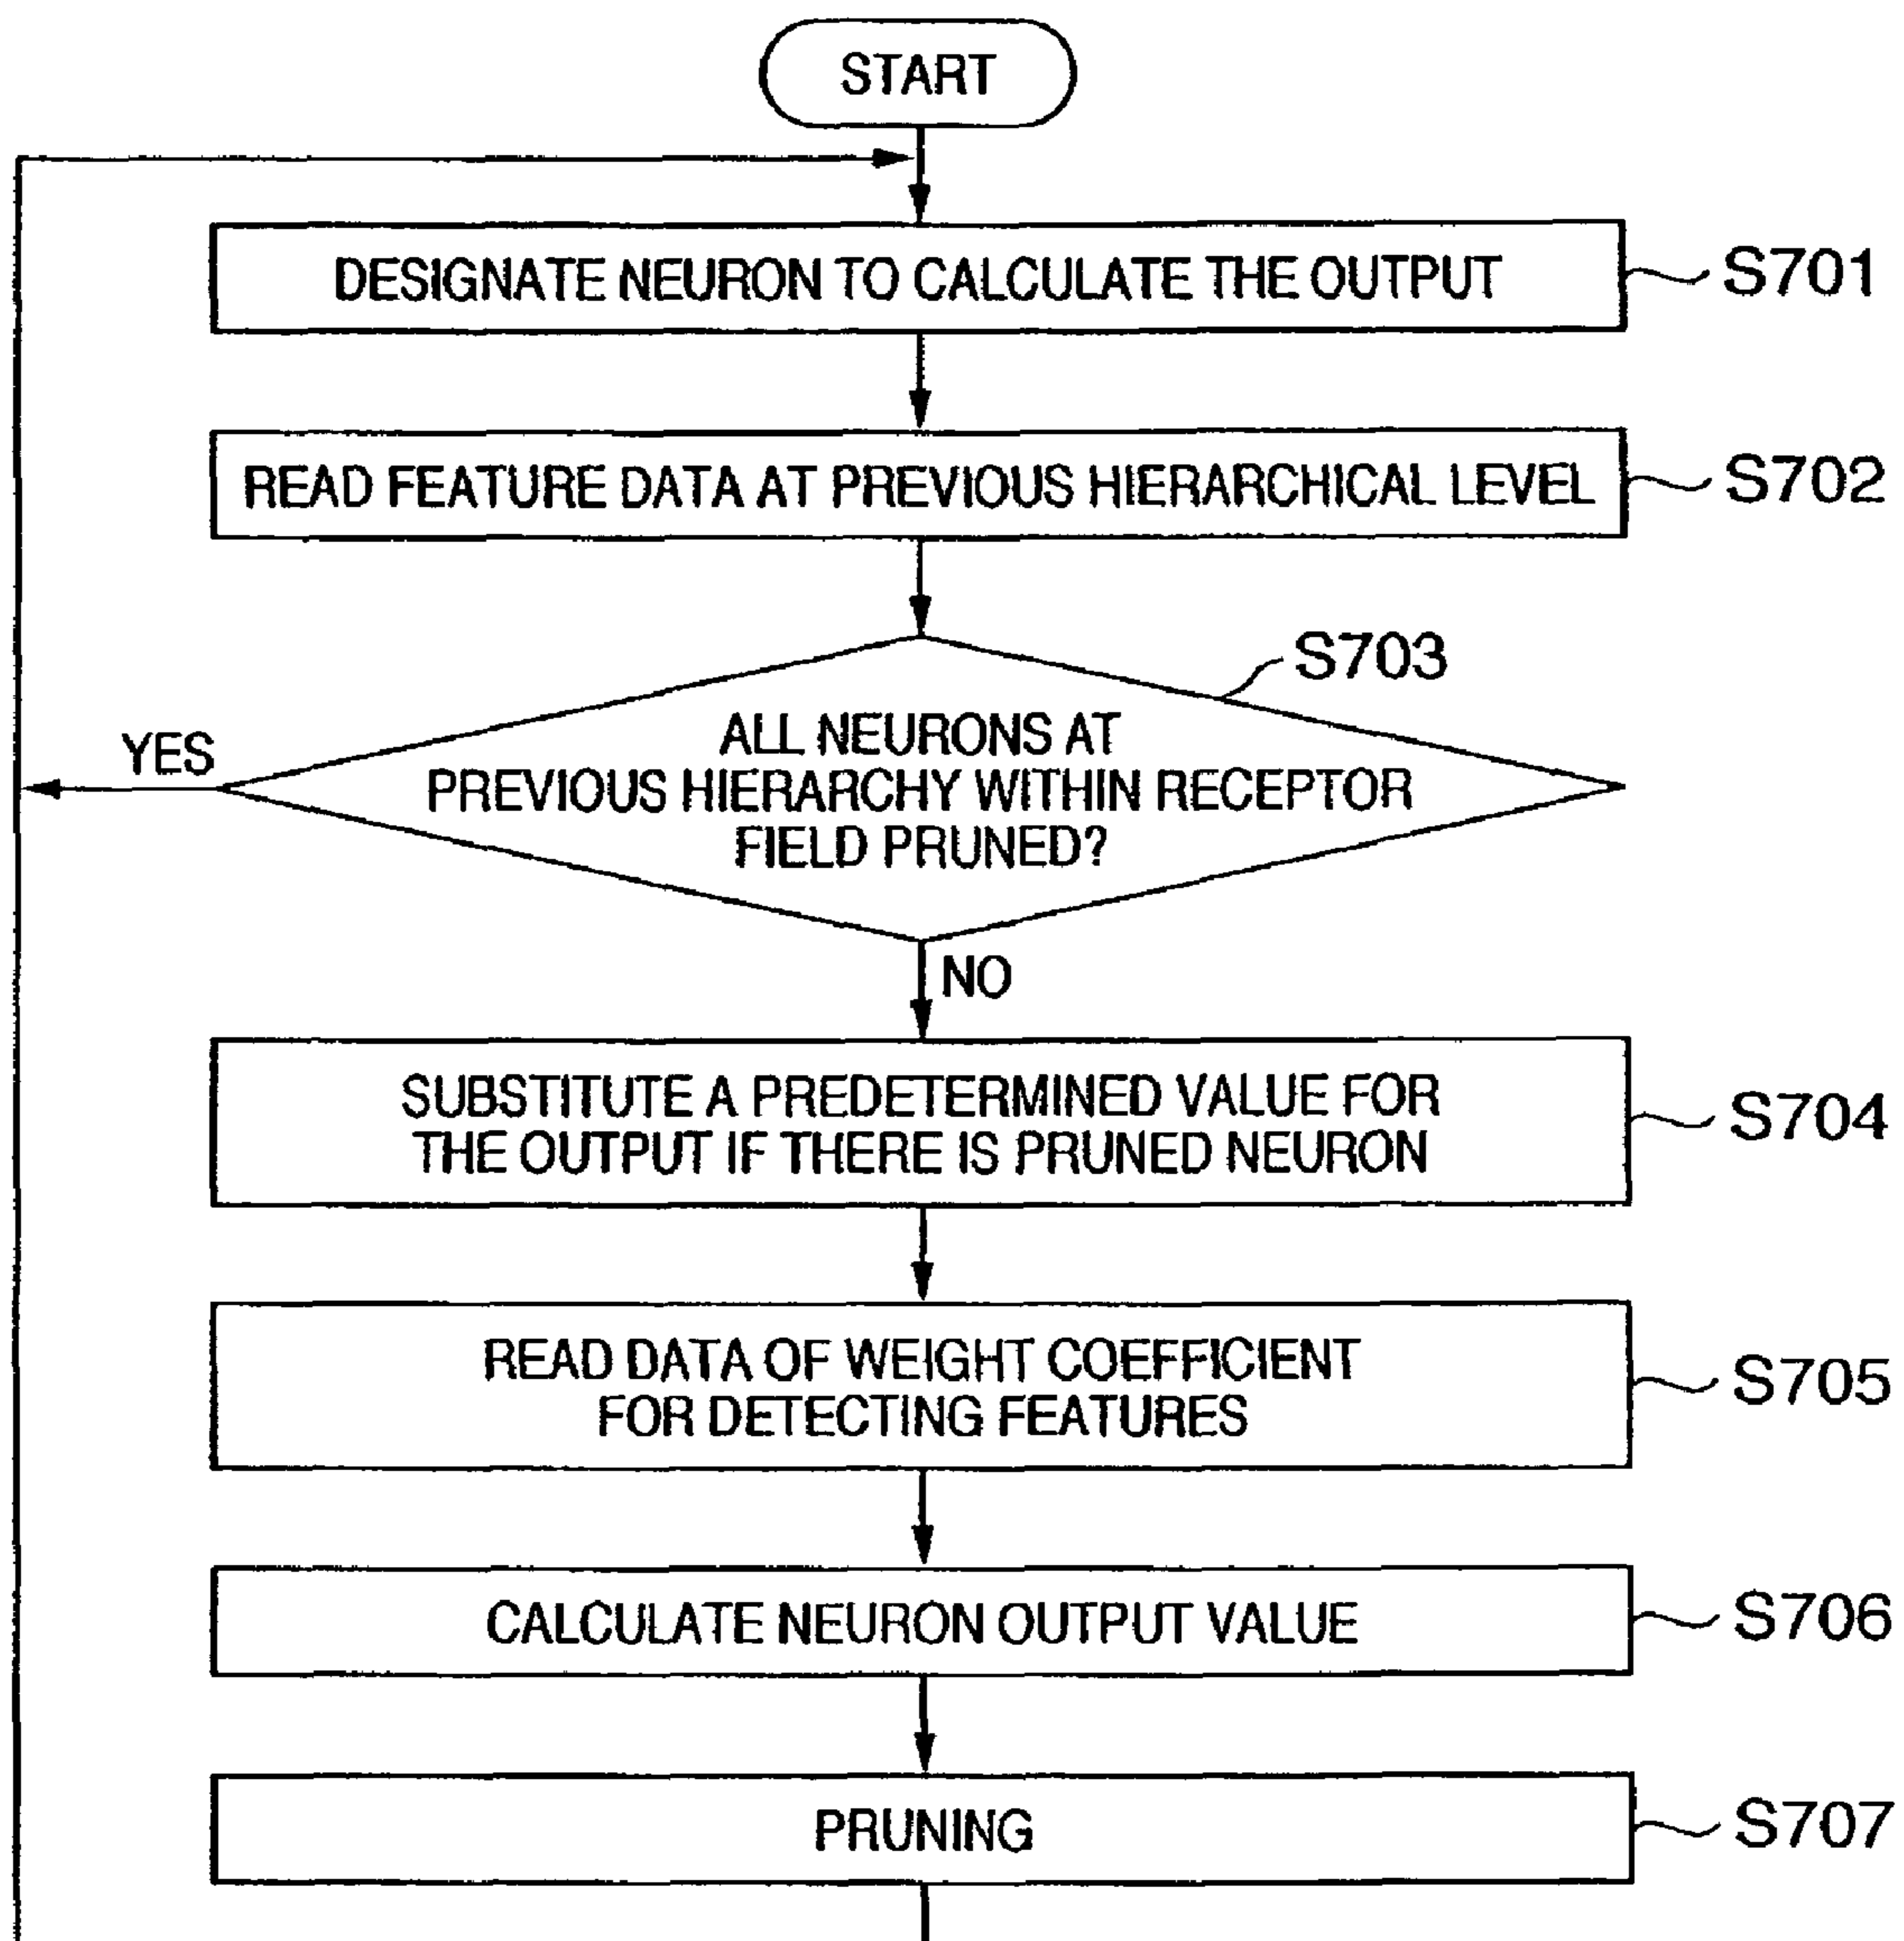 START
DESIGNATE NEURON TO CALCULATE THE OUTPUT
S701
READ FEATURE DATA AT PREVIOUS HIERARCHICAL LEVEL
S702
S703
ALL NEURONS AT
PREVIOUS HIERARCHY WITHIN RECEPTOR
FIELD PRUNED?
YES
NO
SUBSTITUTE A PREDETERMINED VALUE FOR
THE OUTPUT IF THERE IS PRUNED NEURON
S704
READ DATA OF WEIGHT COEFFICIENT
FOR DETECTING FEATURES
S705
CALCULATE NEURON OUTPUT VALUE
S706
PRUNING
S707